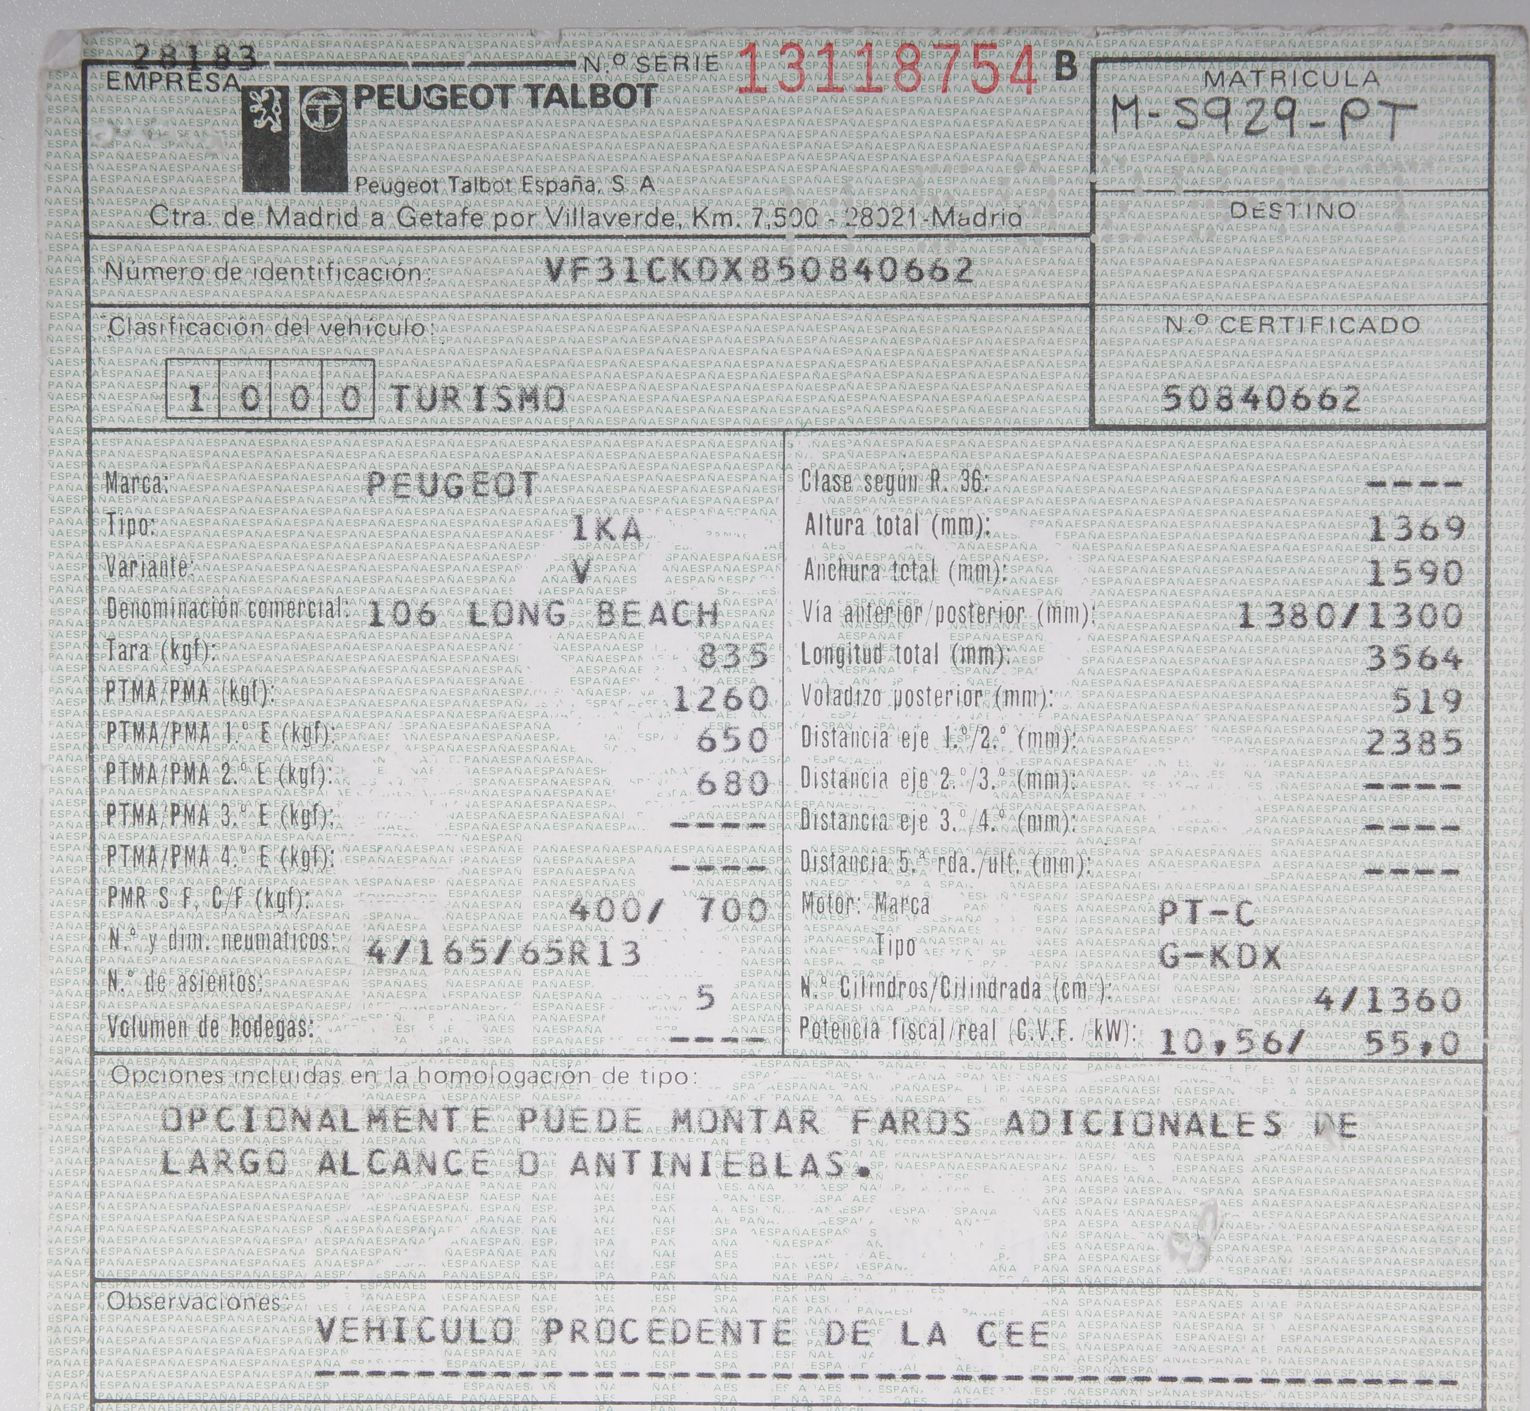 28183
EMPRESA
N.º SERIE 13118754 B
PEUGEOT TALBOT
Peugeot Talbot España, S. A.
Ctra. de Madrid a Getafe por Villaverde, Km. 7,500 - 28021-Madrid
MATRICULA
M-5929-PT
DESTINO
Número de identificación: VF31CKDX850840662
Clasificación del vehículo:
1000 TURISMO
N.º CERTIFICADO
50840662
Marca: PEUGEOT
Tipo: 1KA
Variante: V
Denominación comercial: 106 LONG BEACH
Tara (kgf): 835
PTMA/PMA (kgf): 1260
PTMA/PMA 1.º E (kgf): 650
PTMA/PMA 2.º E (kgf): 680
PTMA/PMA 3.º E (kgf): ----
PTMA/PMA 4.º E (kgf): ----
PMR S F, C/F (kgf): 400/ 700
N.º y dim. neumáticos: 4/165/65R13
N.º de asientos: 5
Volumen de bodegas: ----
Clase según R. 36: ----
Altura total (mm): 1369
Anchura total (mm): 1590
Vía anterior/posterior (mm): 1380/1300
Longitud total (mm): 3564
Voladizo posterior (mm): 519
Distancia eje 1.º/2.º (mm): 2385
Distancia eje 2.º/3.º (mm): ----
Distancia eje 3.º/4.º (mm): ----
Distancia 5.ª rda./ult. (mm): ----
Motor: Marca PT-C
Tipo G-KDX
N.º Cilindros/Cilindrada (cm³): 4/1360
Potencia fiscal/real (C.V.F./kW): 10,56/ 55,0
Opciones incluidas en la homologación de tipo:
OPCIONALMENTE PUEDE MONTAR FAROS ADICIONALES DE
LARGO ALCANCE O ANTINIEBLAS.
Observaciones:
VEHICULO PROCEDENTE DE LA CEE